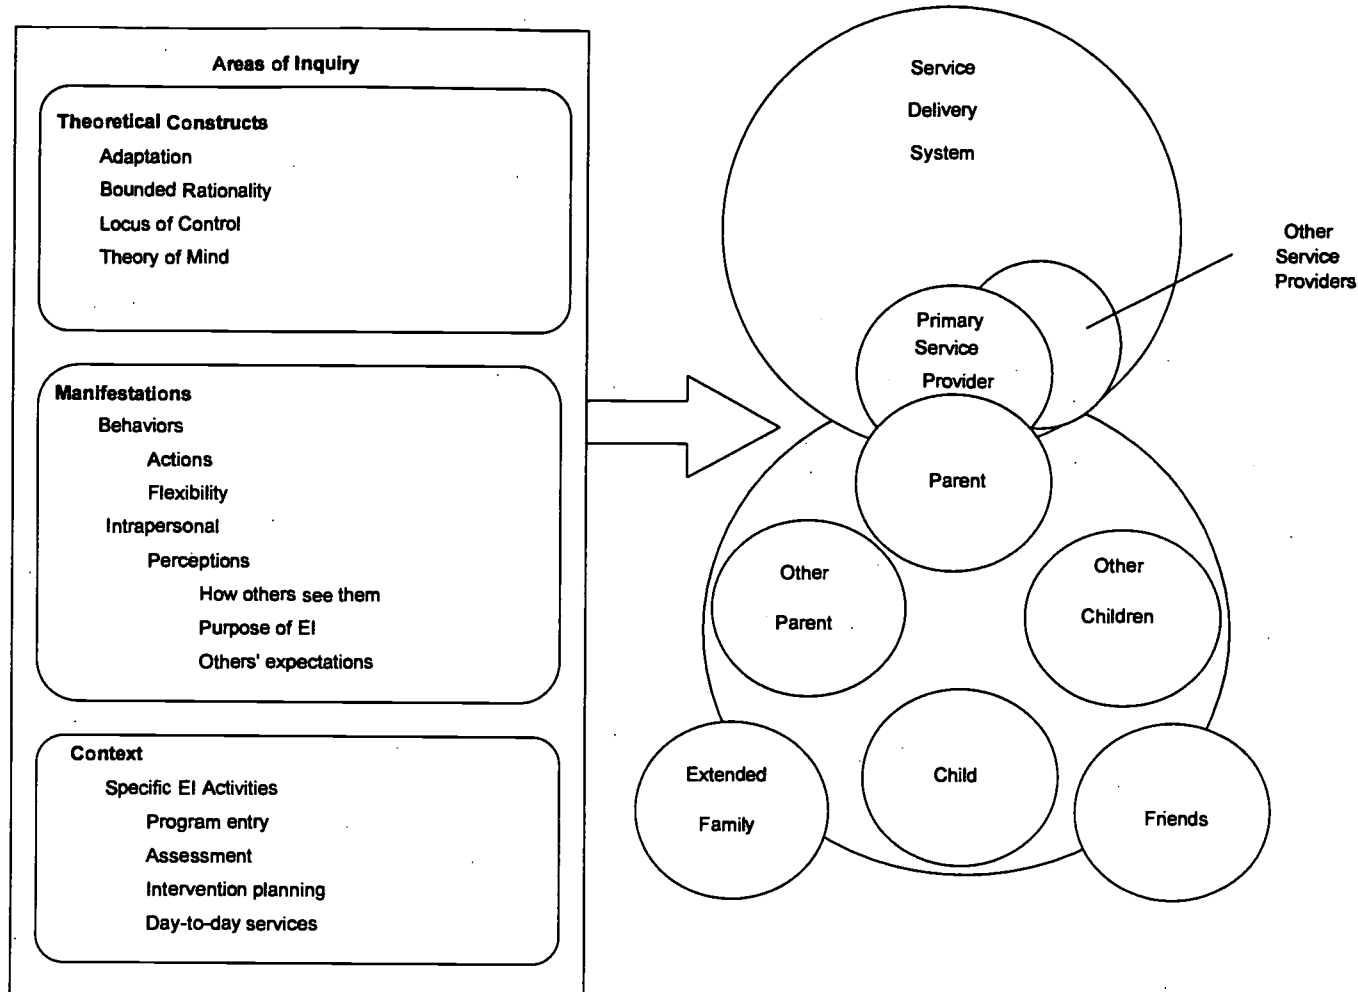 Areas of Inquiry
Theoretical Constructs
Adaptation
Bounded Rationality
Locus of Control
Theory of Mind
Manifestations
Behaviors
Actions
Flexibility
Intrapersonal
Perceptions
How others see them
Purpose of EI
Others' expectations
Context
Specific EI Activities
Program entry
Assessment
Intervention planning
Day-to-day services
Service
Delivery
System
Other
Service
Providers
Primary
Service
Provider
Parent
Other
Parent
Other
Children
Extended
Family
Child
Friends